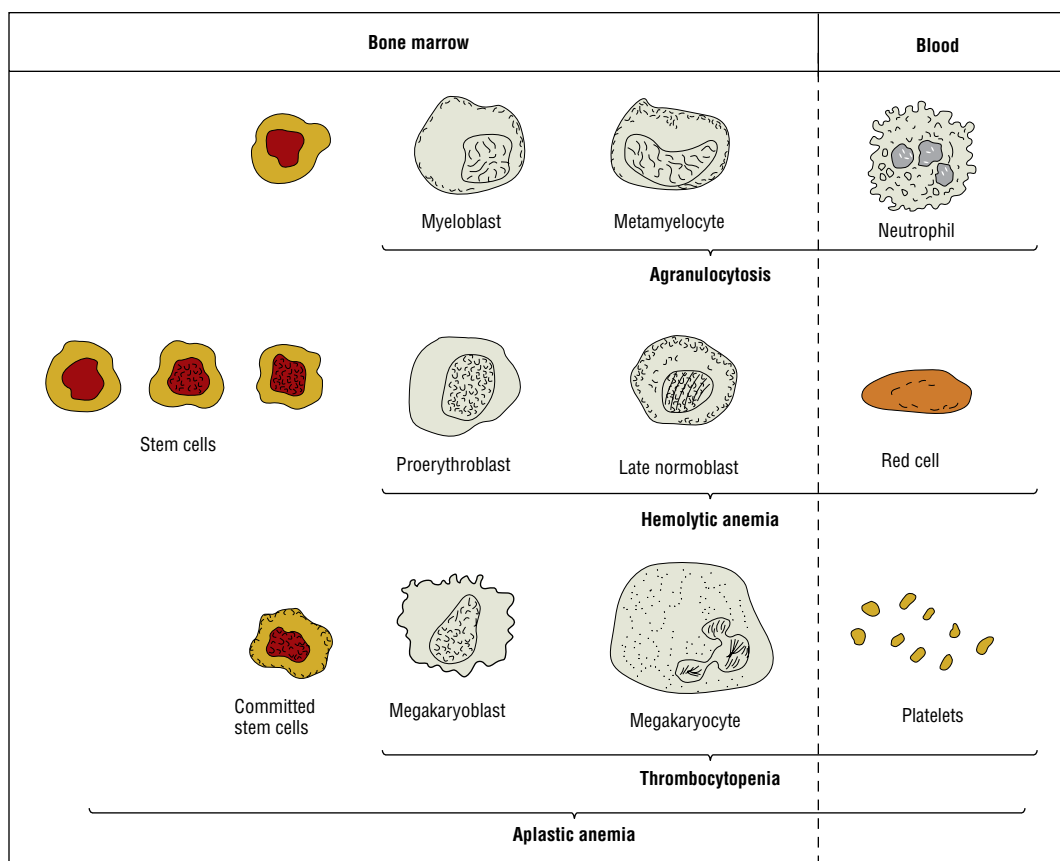 Bone marrow
Blood
Myeloblast
Metamyelocyte
Neutrophil
Agranulocytosis
Stem cells
Proerythroblast
Late normoblast
Red cell
Hemolytic anemia
Committed
stem cells
Megakaryoblast
Megakaryocyte
Platelets
Thrombocytopenia
Aplastic anemia